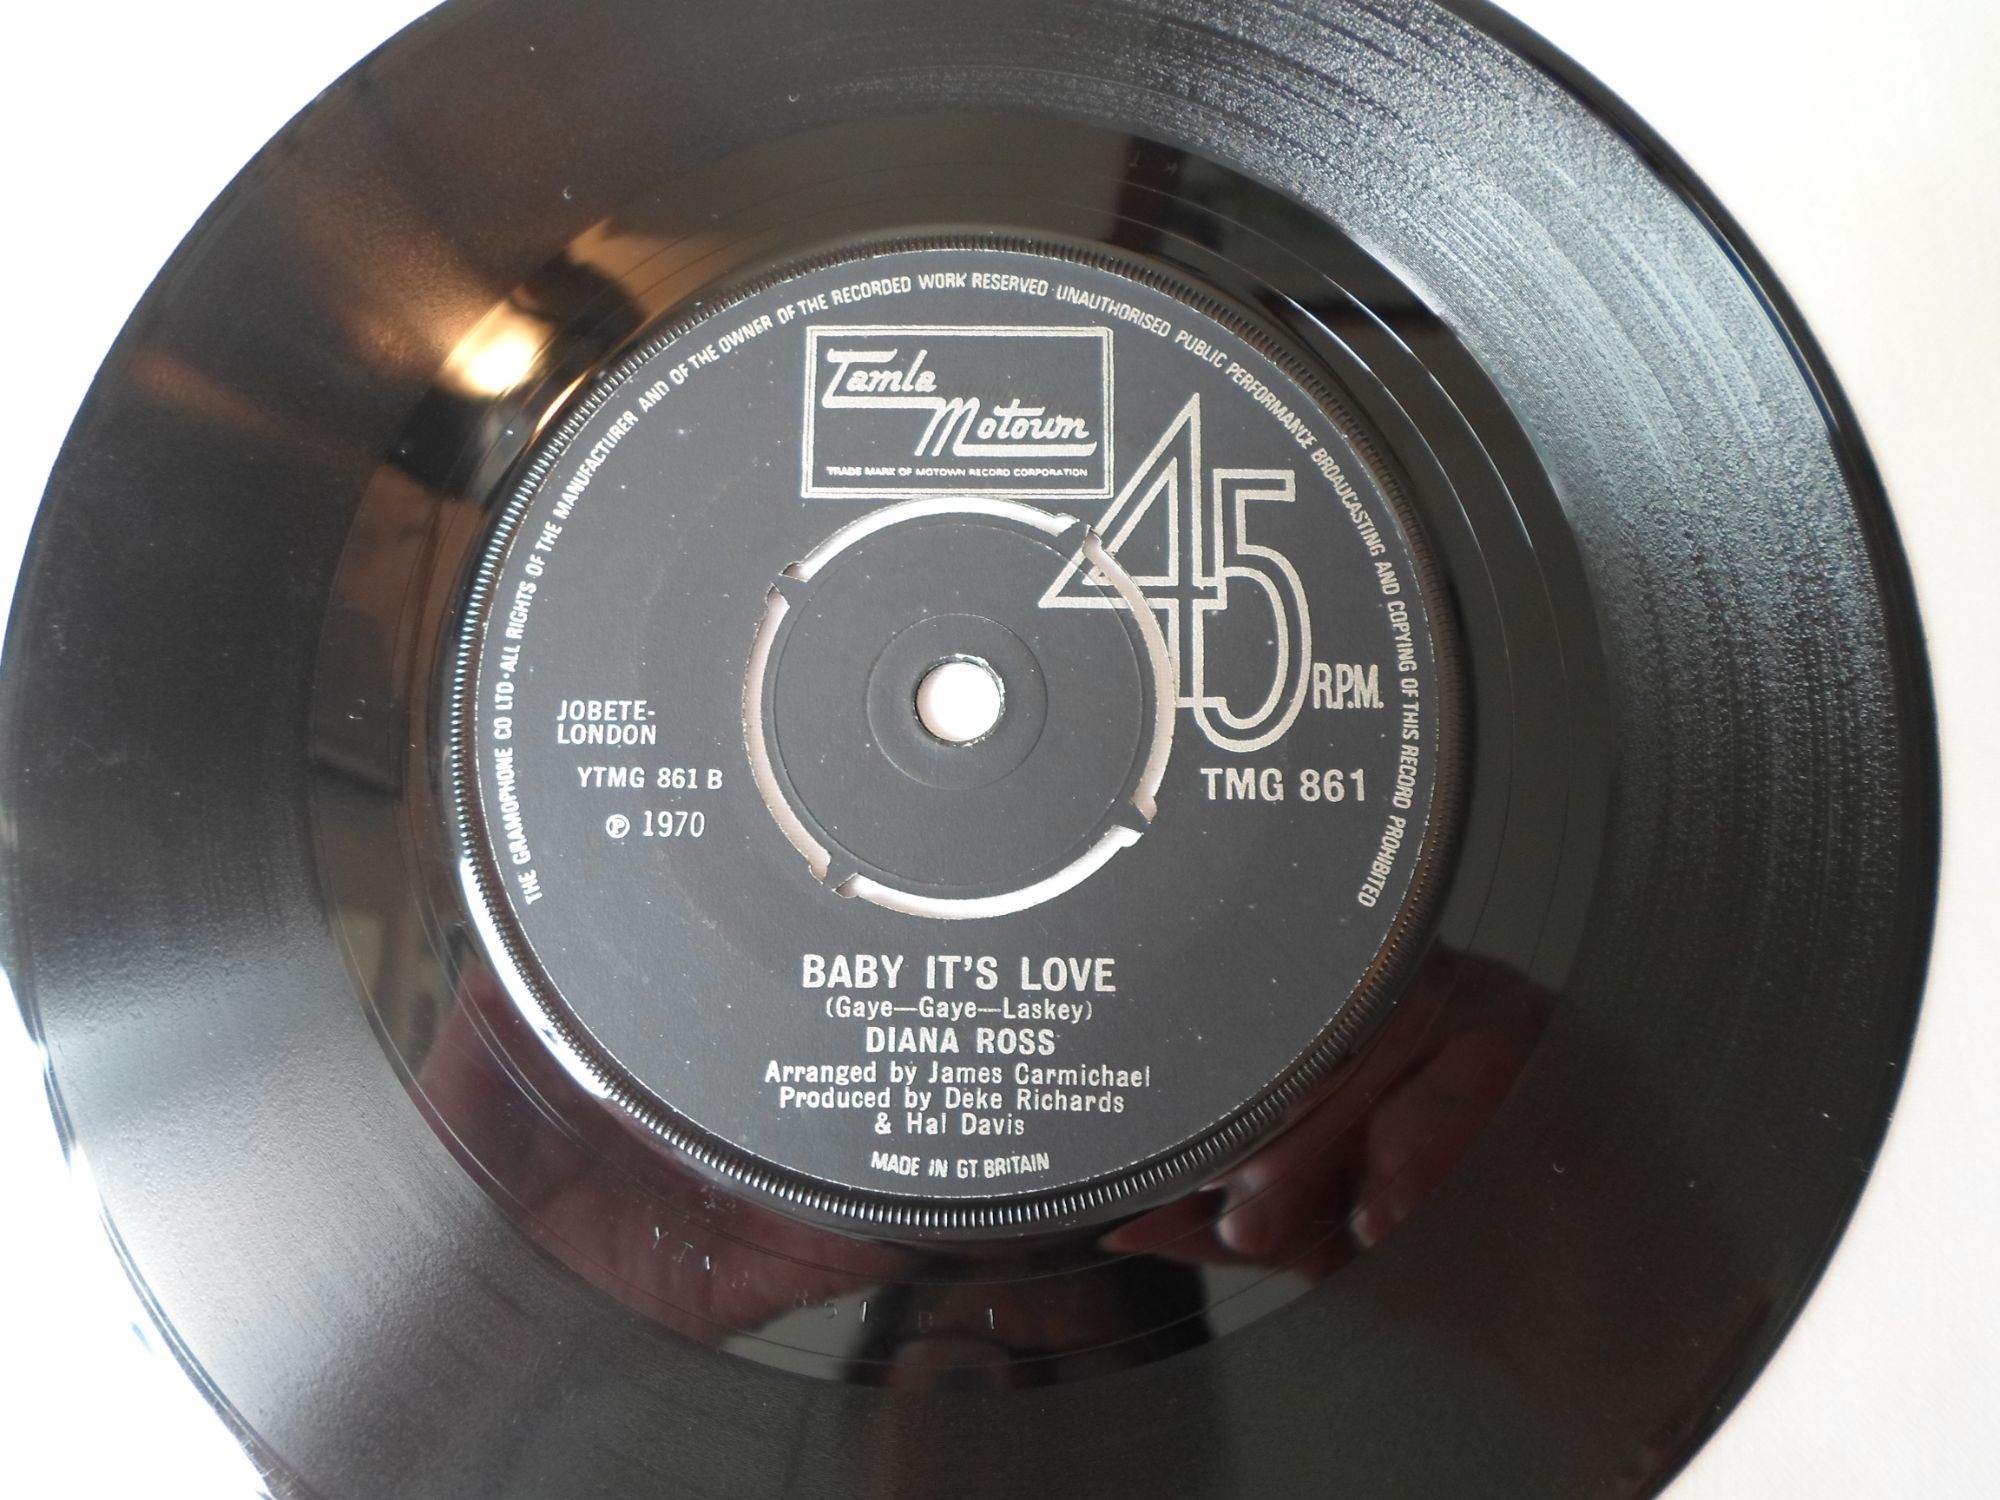 THE GRAMOPHONE CO LTD·ALL RIGHTS OF THE MANUFACTURER AND OF THE OWNER OF THE RECORDED WORK RESERVED·UNAUTHORISED PUBLIC PERFORMANCE BROADCASTING AND COPYING OF THIS RECORD PROHIBITED
Tamla
Motown
TRADE MARK OF MOTOWN RECORD CORPORATION
45
R.P.M.
JOBETE-
LONDON
YTMG 861 B
℗ 1970
TMG 861
BABY IT'S LOVE
(Gaye—Gaye—Laskey)
DIANA ROSS
Arranged by James Carmichael
Produced by Deke Richards
& Hal Davis
MADE IN GT BRITAIN